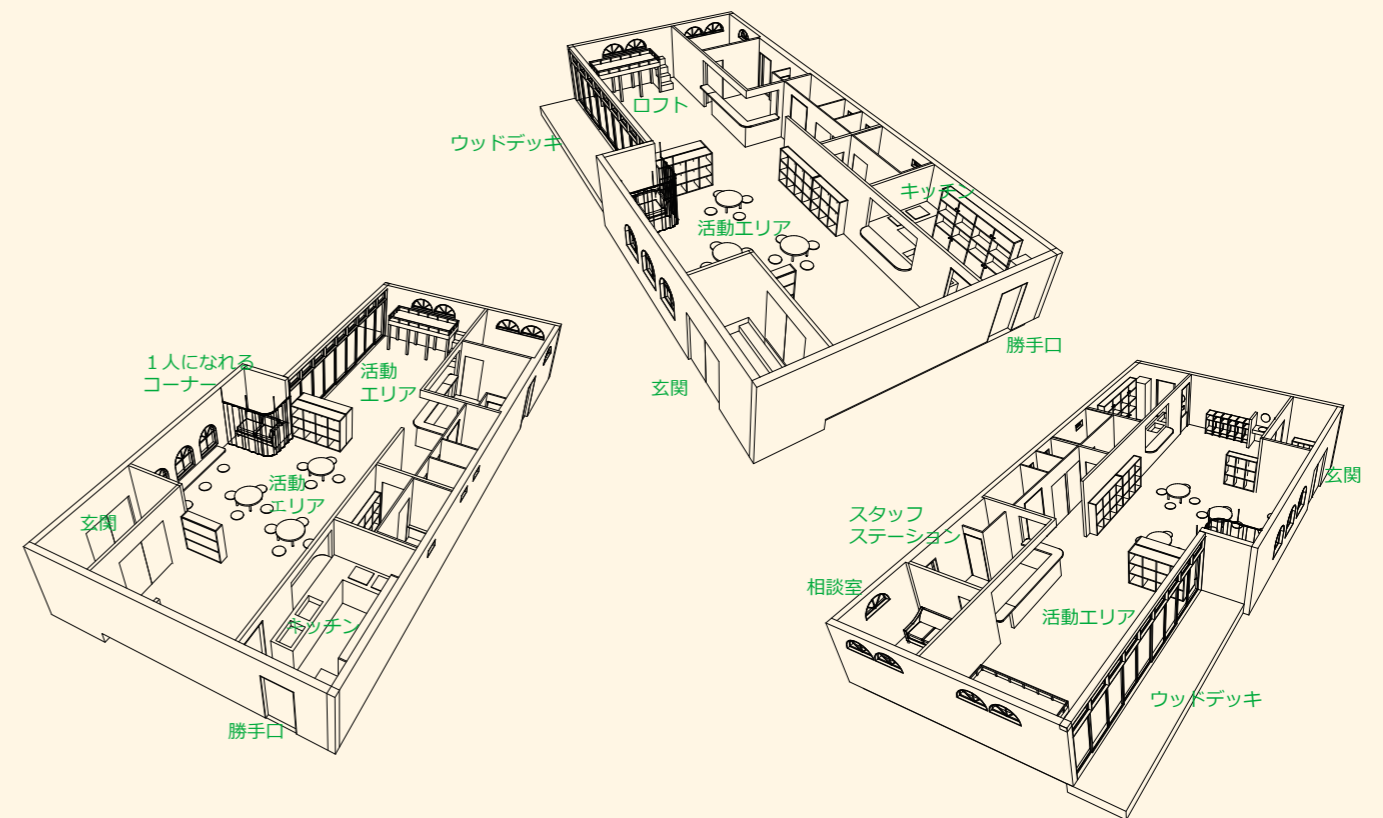 ロフト
ウッドデッキ
キッチン
活動エリア
勝手口
玄関
1人になれる
コーナー
活動
エリア
活動
エリア
玄関
キッチン
勝手口
玄関
スタッフ
ステーション
相談室
活動エリア
ウッドデッキ